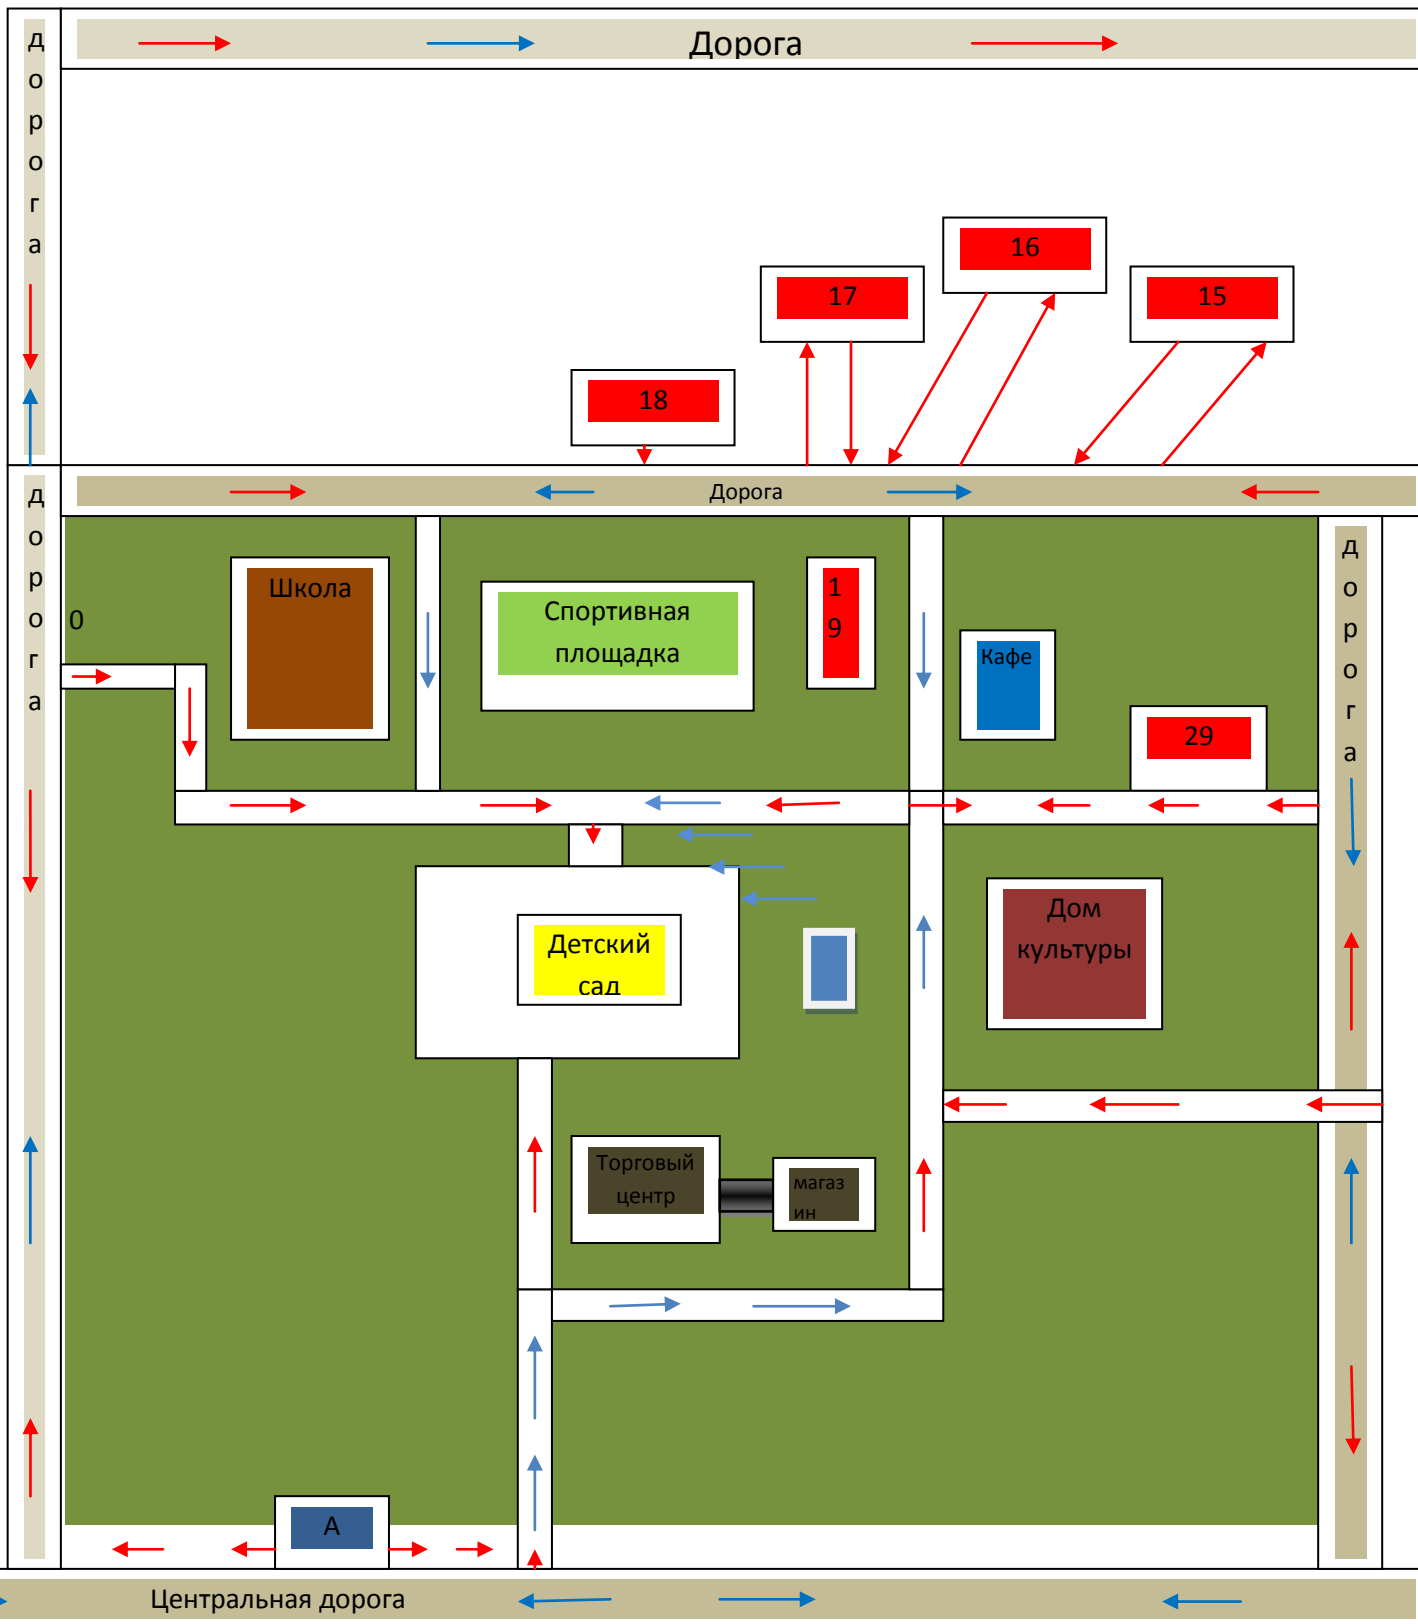 Дорога
д
о
р
о
г
а
16
17
15
18
Дорога
д
о
р
о
г
а
0
Школа
Спортивная
площадка
1
9
Кафе
29
д
о
р
о
г
а
Дом
культуры
Детский
сад
Торговый
центр
магаз
ин
А
Центральная дорога